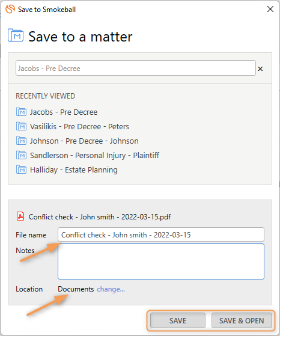 Save to Smokeball
Save to a matter
Jacobs - Pre Decree
RECENTLY VIEWED
Jacobs - Pre Decree
Vasilikis - Pre Decree - Peters
Johnson - Pre Decree - Johnson
Sandlerson - Personal Injury - Plaintiff
Halliday - Estate Planning
Conflict check - John smith - 2022-03-15.pdf
File name Conflict check - John smith - 2022-03-15
Notes
Location Documents change...
SAVE SAVE & OPEN